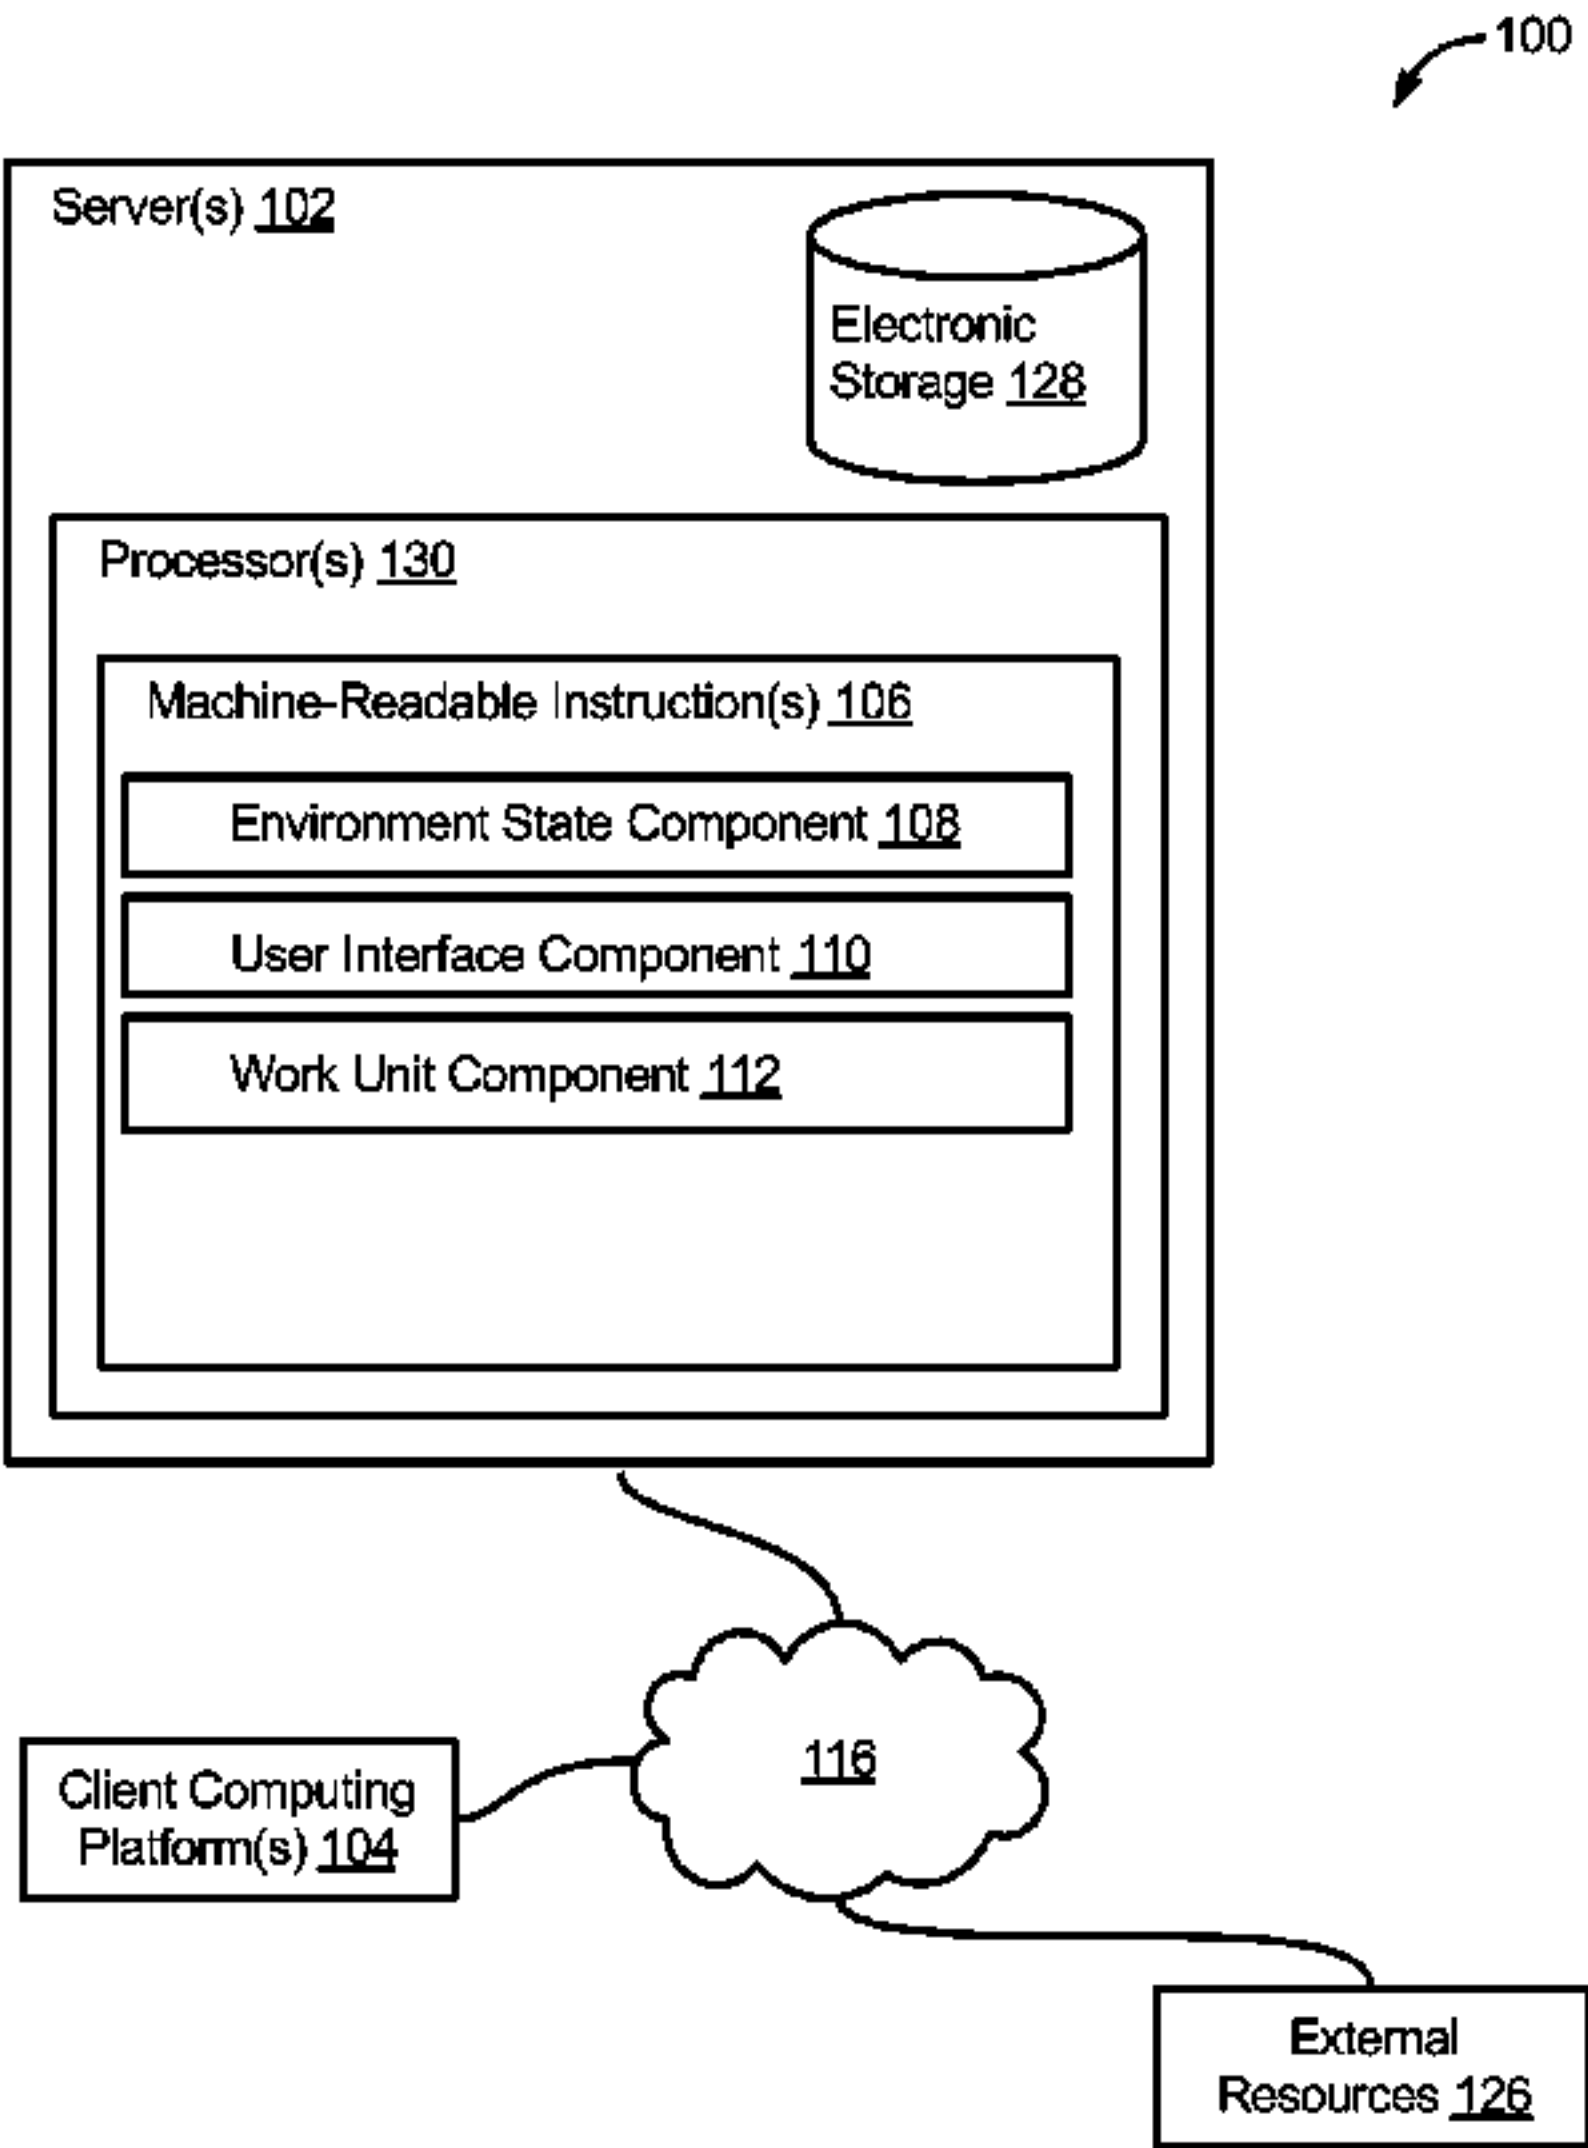 100
Server(s) 102
Electronic
Storage 128
Processor(s) 130
Machine-Readable Instruction(s) 106
Environment State Component 108
User Interface Component 110
Work Unit Component 112
116
Client Computing
Platform(s) 104
External
Resources 126